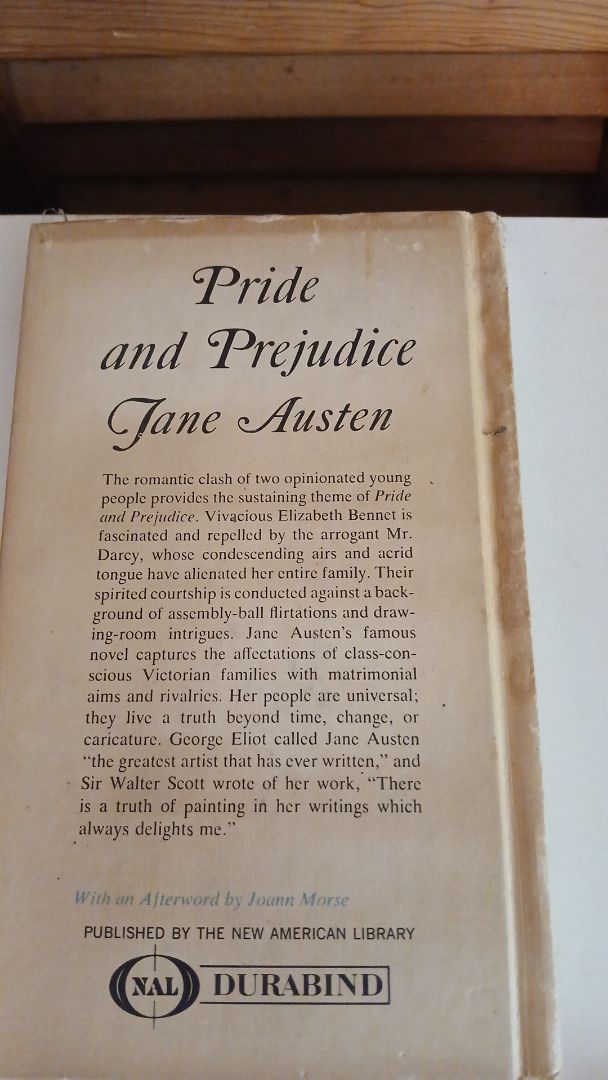 Pride
and Prejudice
Jane Austen
The romantic clash of two opinionated young
people provides the sustaining theme of Pride
and Prejudice. Vivacious Elizabeth Bennet is
fascinated and repelled by the arrogant Mr.
Darcy, whose condescending airs and acrid
tongue have alienated her entire family. Their
spirited courtship is conducted against a back-
ground of assembly-ball flirtations and draw-
ing-room intrigues. Jane Austen's famous
novel captures the affectations of class-con-
scious Victorian families with matrimonial
aims and rivalries. Her people are universal;
they live a truth beyond time, change, or
caricature. George Eliot called Jane Austen
"the greatest artist that has ever written," and
Sir Walter Scott wrote of her work, "There
is a truth of painting in her writings which
always delights me."
With an Afterword by Joann Morse
PUBLISHED BY THE NEW AMERICAN LIBRARY
NAL DURABIND